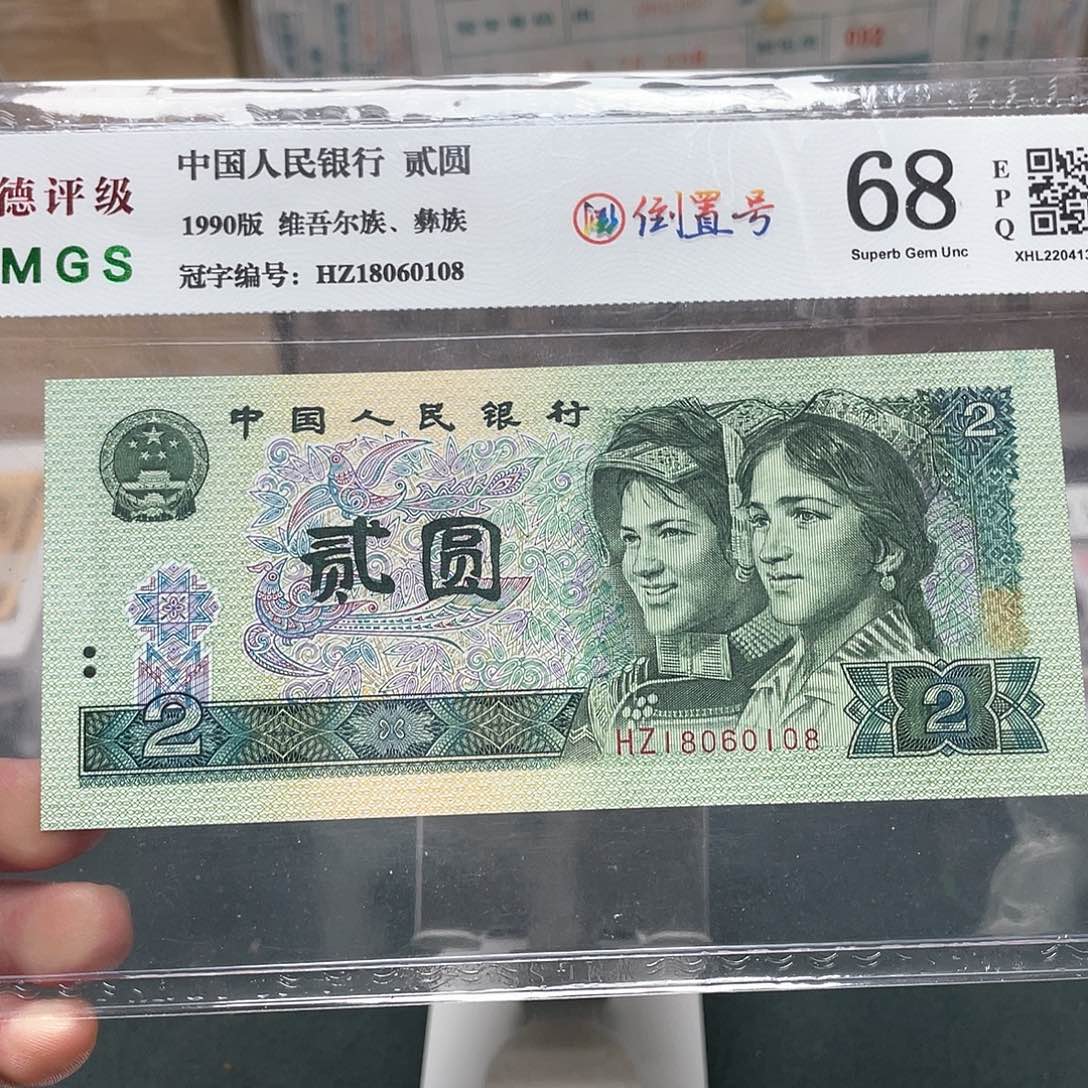 德评级
MGS
中国人民银行 贰圆
1990版 维吾尔族、彝族
冠字编号：HZ18060108
倒置号
68
Superb Gem Unc
E
P
Q
XHL220413
中国人民银行
2
贰圆
2
HZ18060108
2